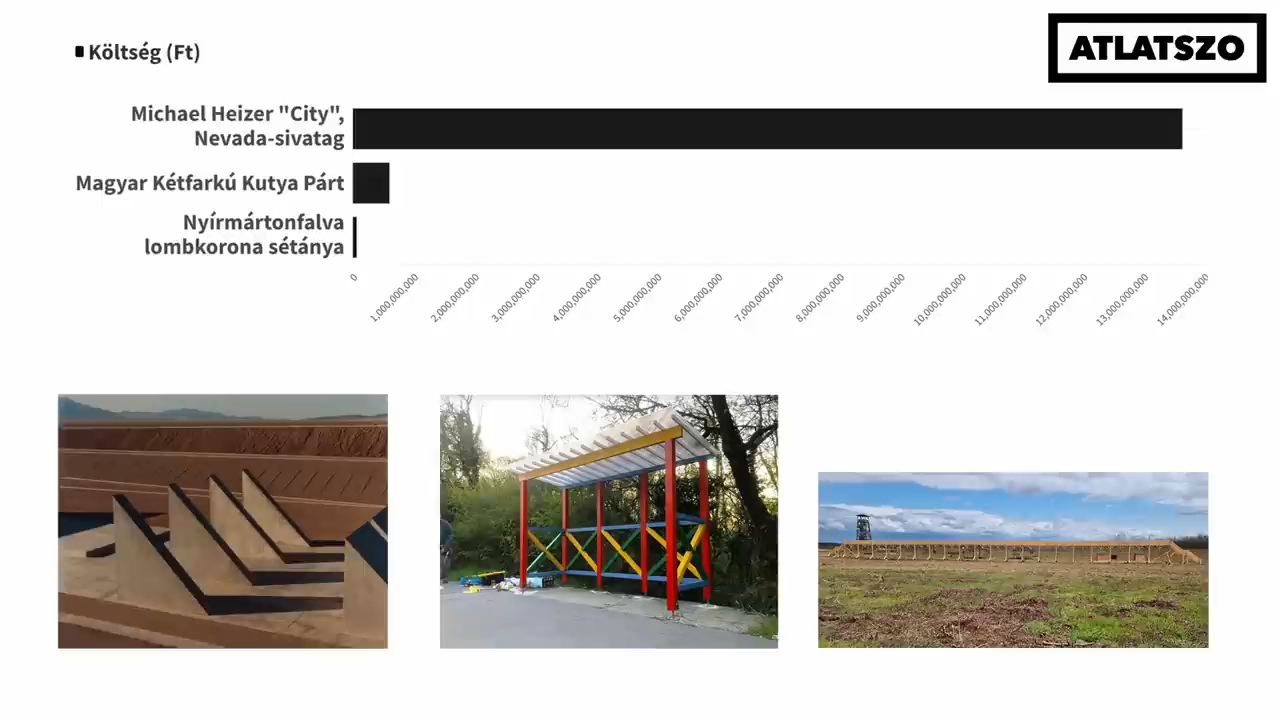 Költség (Ft)
ATLATSZO
Michael Heizer "City",
Nevada-sivatag
Magyar Kétfarkú Kutya Párt
Nyírmártonfalva
lombkorona sétánya
0
1,000,000,000
2,000,000,000
3,000,000,000
4,000,000,000
5,000,000,000
6,000,000,000
7,000,000,000
8,000,000,000
9,000,000,000
10,000,000,000
11,000,000,000
12,000,000,000
13,000,000,000
14,000,000,000